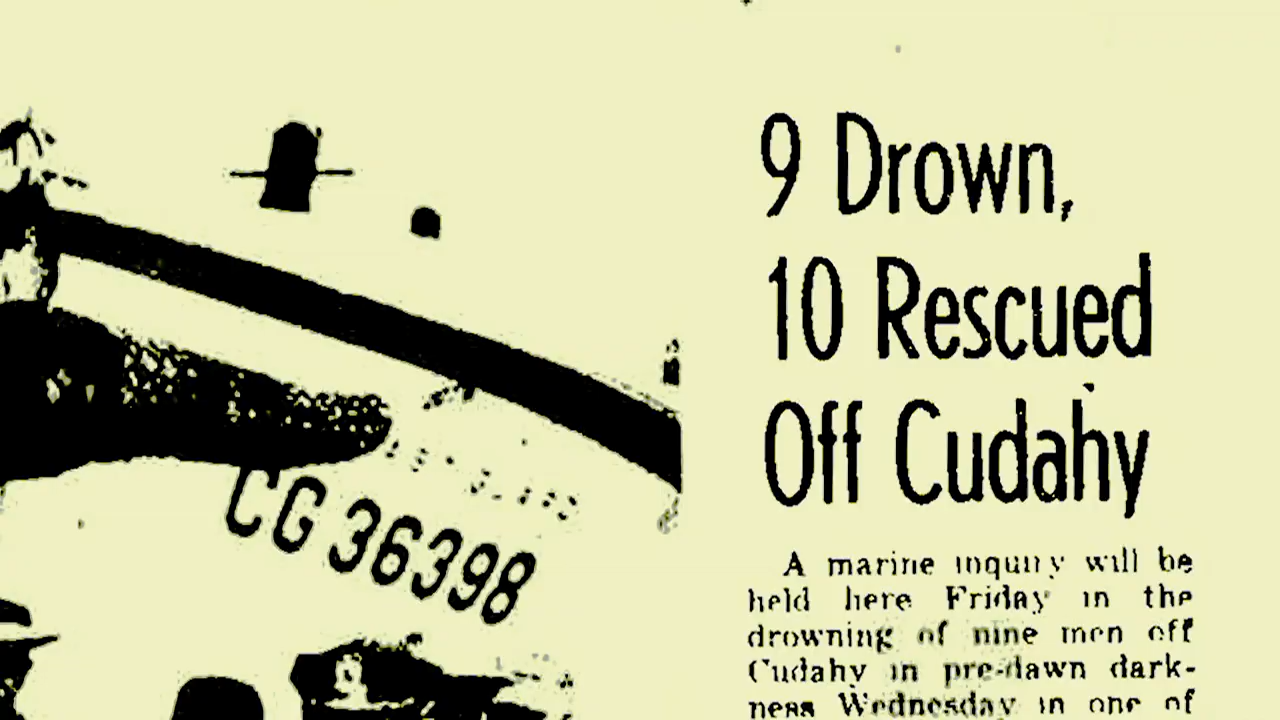 CG 36398
9 Drown,
10 Rescued
Off Cudahy
A marine inquiry will be
held here Friday in the
drowning of nine men off
Cudahy in pre-dawn dark-
ness Wednesday in one of